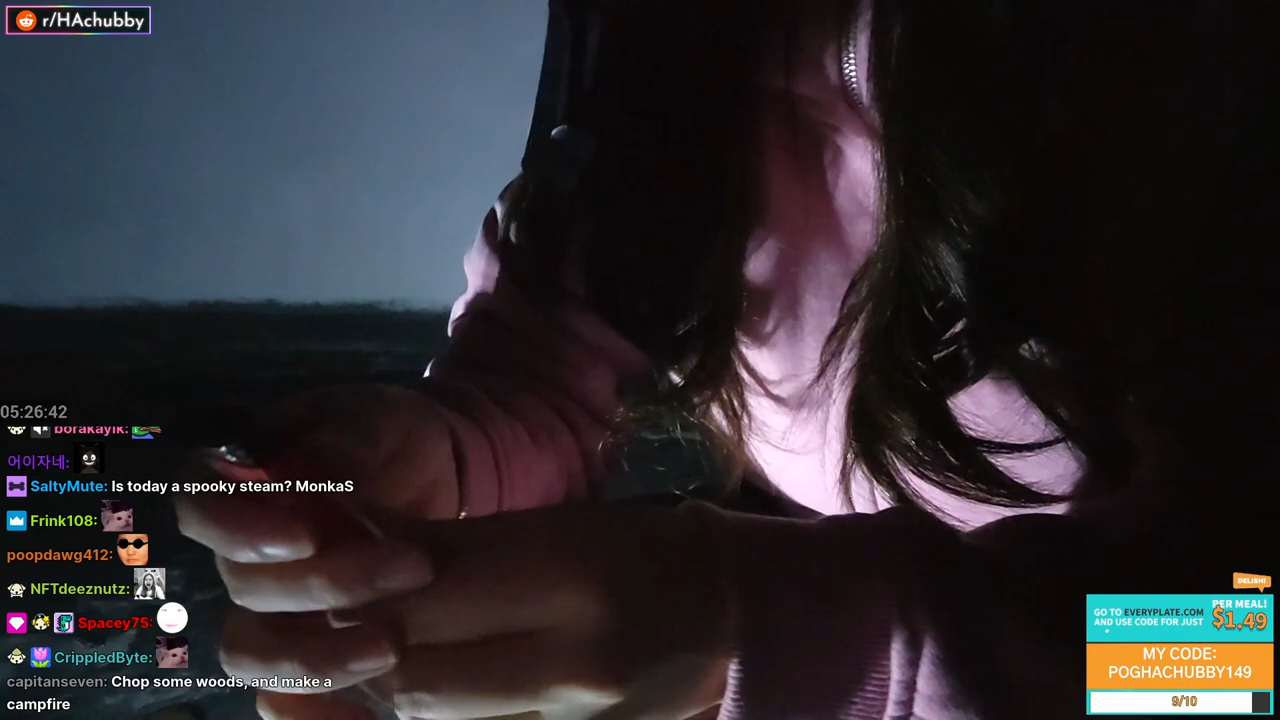 r/HAchubby
05:26:42
borakayik:
어이자네:
SaltyMute: Is today a spooky steam? MonkaS
Frink108:
poopdawg412:
NFTdeeznutz:
Spacey75:
CrippledByte:
capitanseven: Chop some woods, and make a
campfire
DELISH!
GO TO EVERYPLATE.COM
AND USE CODE FOR JUST
PER MEAL!
$1.49
MY CODE:
POGHACHUBBY149
9/10